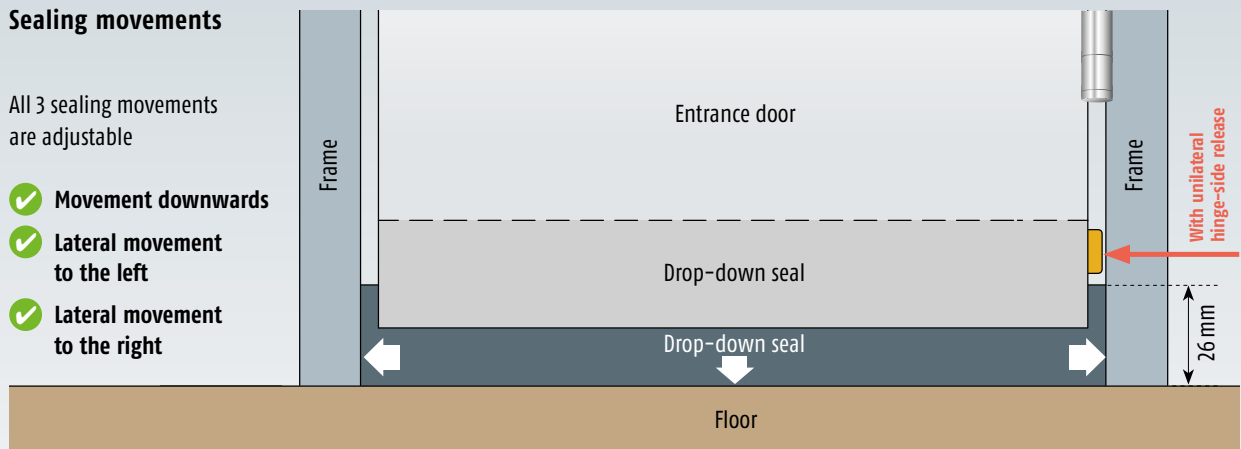 Sealing movements
All 3 sealing movements
are adjustable
Movement downwards
Lateral movement
to the left
Lateral movement
to the right
Frame
Entrance door
Frame
With unilateral
hinge-side release
Drop-down seal
Drop-down seal
26 mm
Floor